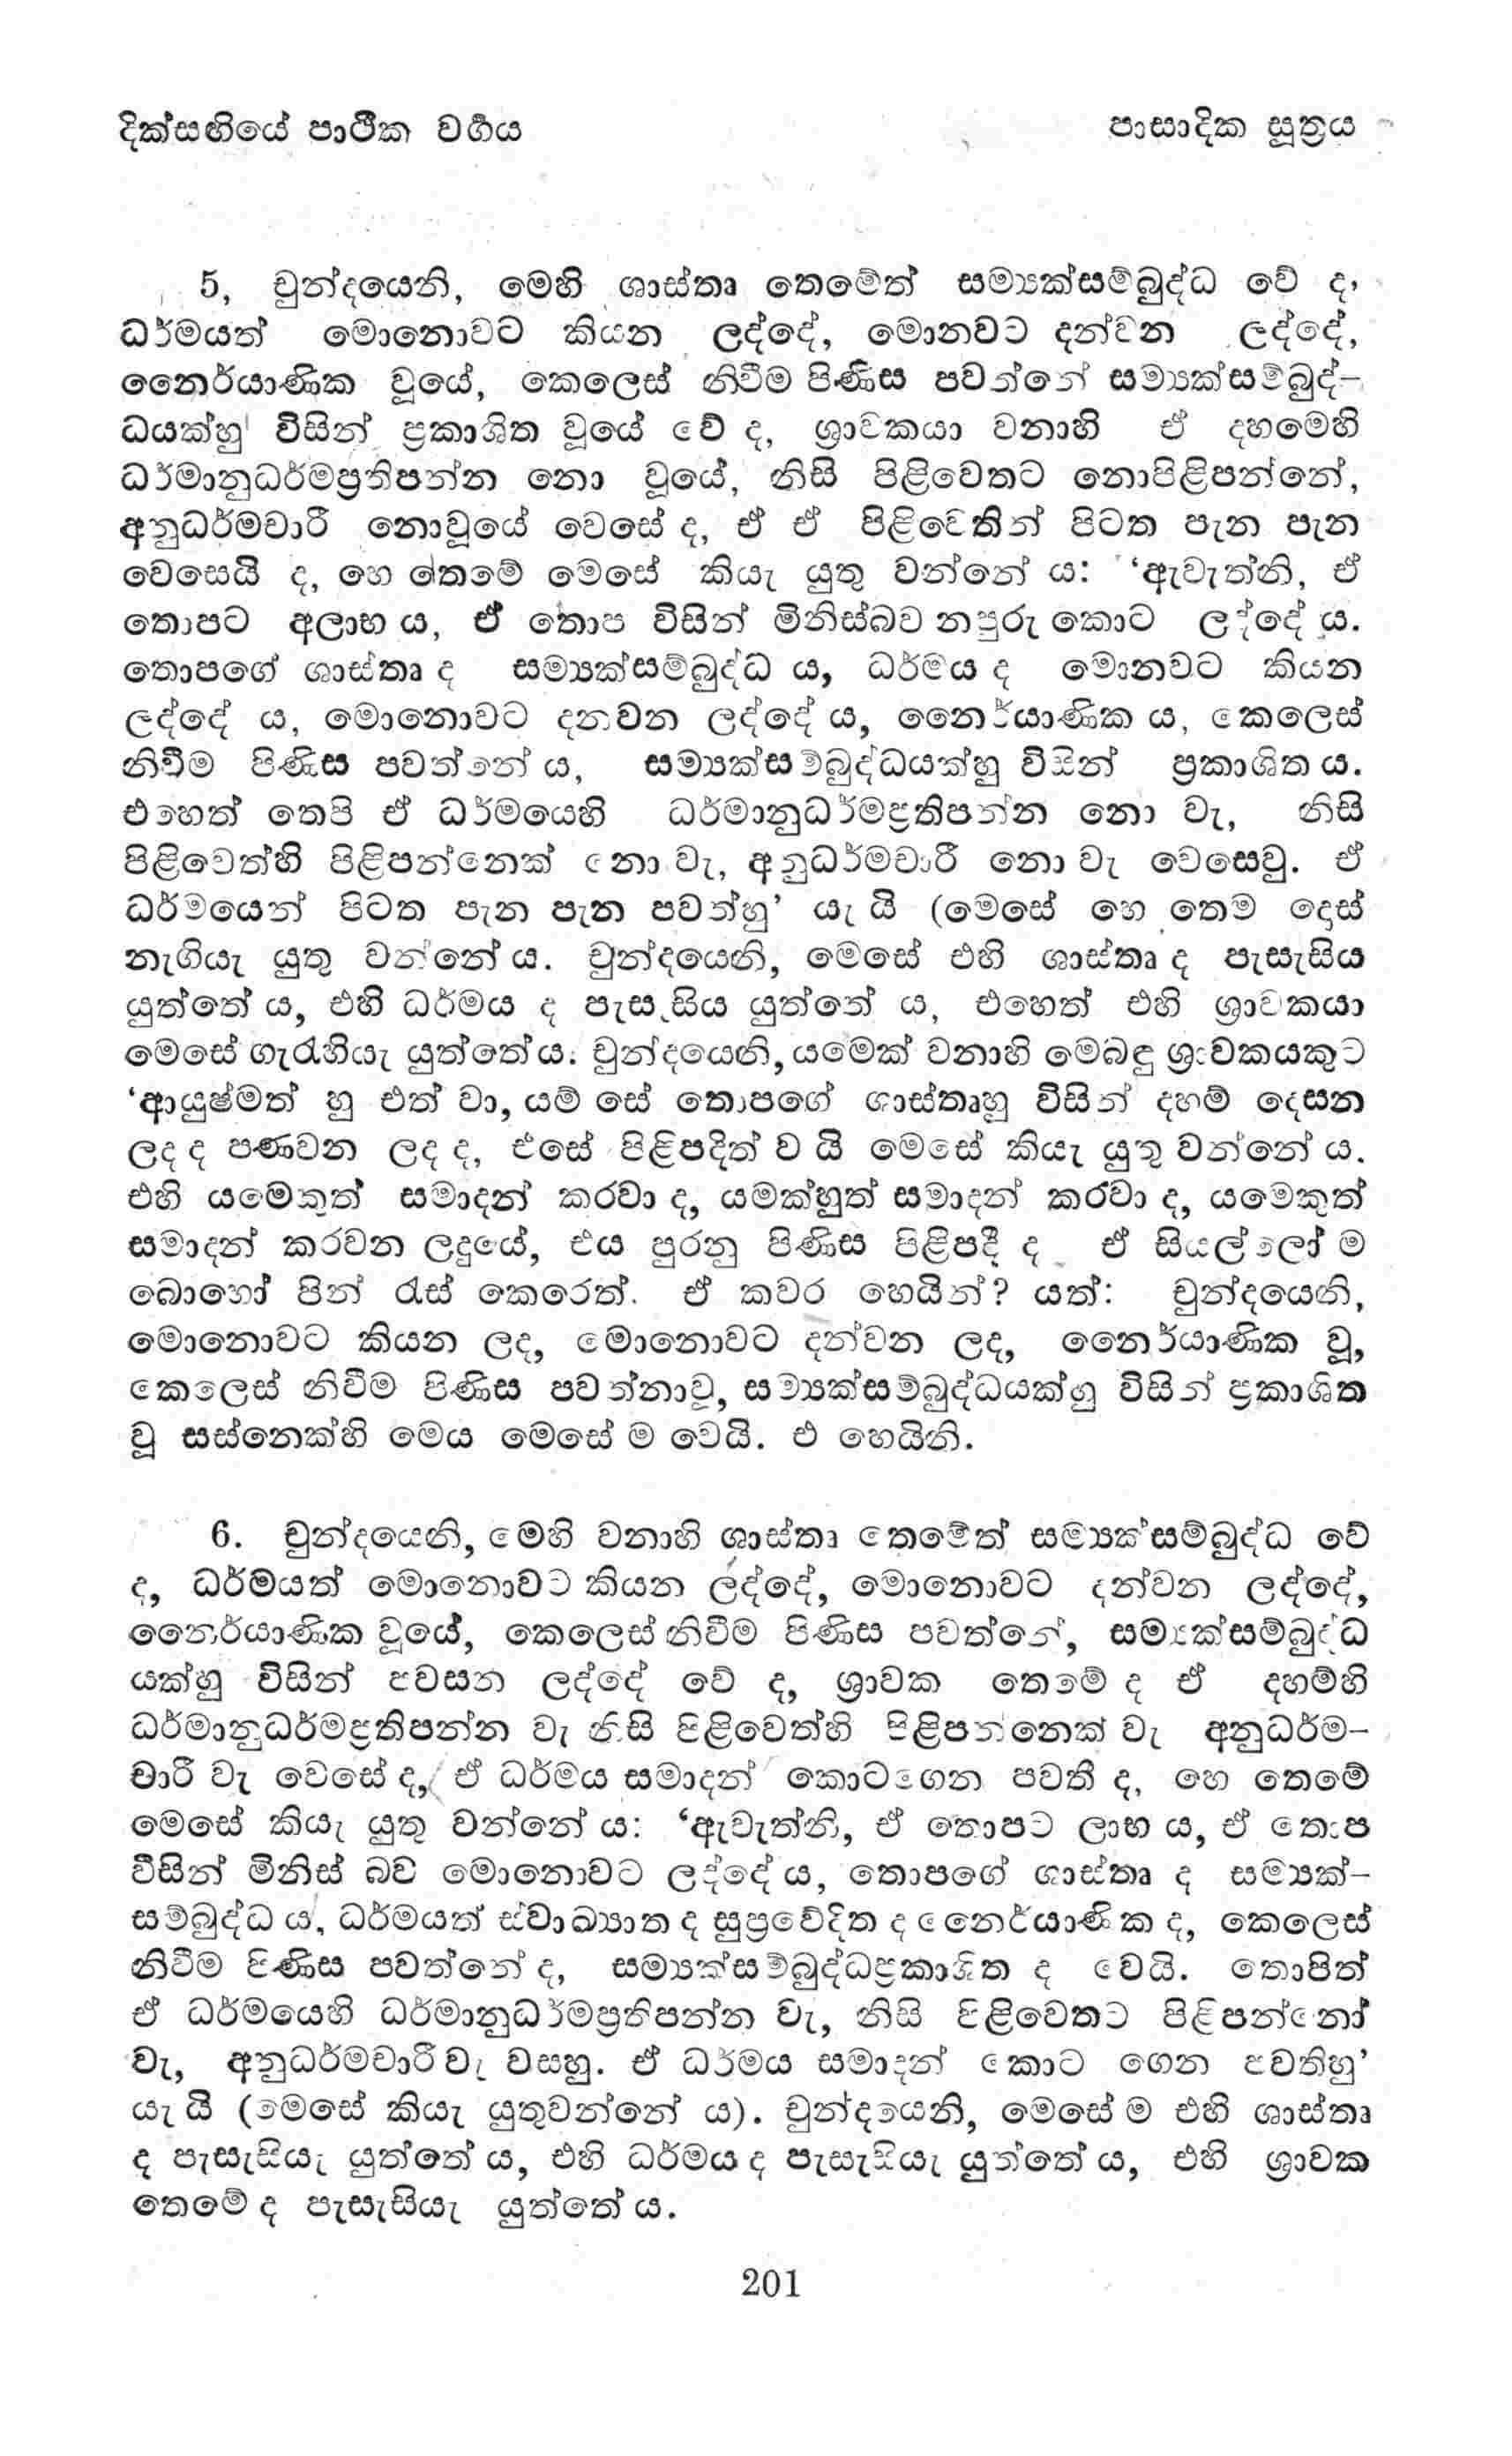 දික්සඟියේ පාථික වර්‍ගය
පාසාදික සූත්‍රය
5, චුන්දයෙනි, මෙහි ශාස්තෘ තෙමේත් සම්‍යක්සම්බුද්ධ වේ ද,
ධර්මයත් මොනොවට කියන ලද්දේ, මොනවට දන්වන ලද්දේ,
නෛර්යාණික වූයේ, කෙලෙස් නිවීම පිණිස පවත්නේ සම්‍යක්සම්බුද්-
ධයක්හු විසින් ප්‍රකාශිත වූයේ වේ ද, ශ්‍රාවකයා වනාහි ඒ දහමෙහි
ධර්මානුධර්මප්‍රතිපන්න නො වූයේ, නිසි පිළිවෙතට නොපිළිපන්නේ,
අනුධර්මචාරී නොවූයේ වෙසේ ද, ඒ ඒ පිළිවෙතින් පිටත පැන පැන
වෙසෙයි ද, හෙ තෙමේ මෙසේ කියැ යුතු වන්නේ ය: ‘ඇවැත්නි, ඒ
තොපට අලාභ ය, ඒ තොප විසින් මිනිස්බව නපුරු කොට ලද්දේ ය.
තොපගේ ශාස්තෘ ද සම්‍යක්සම්බුද්ධ ය, ධර්මය ද මොනවට කියන
ලද්දේ ය, මොනොවට දනවන ලද්දේ ය, නෛර්යාණික ය, කෙලෙස්
නිවීම පිණිස පවත්නේ ය, සම්‍යක්සම්බුද්ධයක්හු විසින් ප්‍රකාශිත ය.
එහෙත් තෙපි ඒ ධර්මයෙහි ධර්මානුධර්මප්‍රතිපන්න නො වැ, නිසි
පිළිවෙත්හි පිළිපන්නෙක් නො වැ, අනුධර්මචාරී නො වැ වෙසෙවු. ඒ
ධර්මයෙන් පිටත පැන පැන පවත්හු’ යැ යි (මෙසේ හෙ තෙම දොස්
නැගියැ යුතු වන්නේ ය. චුන්දයෙනි, මෙසේ එහි ශාස්තෘ ද පැසැසිය
යුත්තේ ය, එහි ධර්මය ද පැසැසිය යුත්තේ ය, එහෙත් එහි ශ්‍රාවකයා
මෙසේ ගැරැහියැ යුත්තේය. චුන්දයෙනි, යමෙක් වනාහි මෙබඳු ශ්‍රාවකයකුට
‘ආයුෂ්මත් හු එත් වා, යම් සේ තොපගේ ශාස්තෘහු විසින් දහම් දෙසන
ලද ද පණවන ලද ද, එසේ පිළිපදිත් ව යි මෙසේ කියැ යුතු වන්නේ ය.
එහි යමෙකුත් සමාදන් කරවා ද, යමක්හුත් සමාදන් කරවා ද, යමෙකුත්
සමාදන් කරවන ලදුයේ, එය පුරනු පිණිස පිළිපදී ද ඒ සියල්ලෝ ම
බොහෝ පින් රැස් කෙරෙත්. ඒ කවර හෙයින්? යත්: චුන්දයෙනි,
මොනොවට කියන ලද, මොනොවට දන්වන ලද, නෛර්යාණික වූ,
කෙලෙස් නිවීම පිණිස පවත්නාවූ, සම්‍යක්සම්බුද්ධයක්හු විසින් ප්‍රකාශිත
වූ සස්නෙක්හි මෙය මෙසේ ම වෙයි. එ හෙයිනි.
6. චුන්දයෙනි, මෙහි වනාහි ශාස්තෘ තෙමේත් සම්‍යක්සම්බුද්ධ වේ
ද, ධර්මයත් මොනොවට කියන ලද්දේ, මොනොවට දන්වන ලද්දේ,
නෛර්යාණික වූයේ, කෙලෙස් නිවීම පිණිස පවත්නේ, සම්‍යක්සම්බුද්ධ
යක්හු විසින් පවසන ලද්දේ වේ ද, ශ්‍රාවක තෙමේ ද ඒ දහම්හි
ධර්මානුධර්මප්‍රතිපන්න වැ නිසි පිළිවෙත්හි පිළිපන්නෙක් වැ අනුධර්ම-
චාරී වැ වෙසේ ද, ඒ ධර්මය සමාදන් කොටගෙන පවතී ද, හෙ තෙමේ
මෙසේ කියැ යුතු වන්නේ ය: ‘ඇවැත්නි, ඒ තොපට ලාභ ය, ඒ තොප
විසින් මිනිස් බව මොනොවට ලද්දේ ය, තොපගේ ශාස්තෘ ද සම්‍යක්-
සම්බුද්ධ ය, ධර්මයත් ස්වාඛ්‍යාත ද සුප්‍රවේදිත ද නෛර්යාණික ද, කෙලෙස්
නිවීම පිණිස පවත්නේ ද, සම්‍යක්සම්බුද්ධප්‍රකාශිත ද වෙයි. තොපිත්
ඒ ධර්මයෙහි ධර්මානුධර්මප්‍රතිපන්න වැ, නිසි පිළිවෙතට පිළිපන්නෝ
වැ, අනුධර්මචාරී වැ වසහු. ඒ ධර්මය සමාදන් කොට ගෙන පවතිහු’
යැ යි (මෙසේ කියැ යුතුවන්නේ ය). චුන්දයෙනි, මෙසේ ම එහි ශාස්තෘ
ද පැසැසියැ යුත්තේ ය, එහි ධර්මය ද පැසැසියැ යුත්තේ ය, එහි ශ්‍රාවක
තෙමේ ද පැසැසියැ යුත්තේ ය.
201